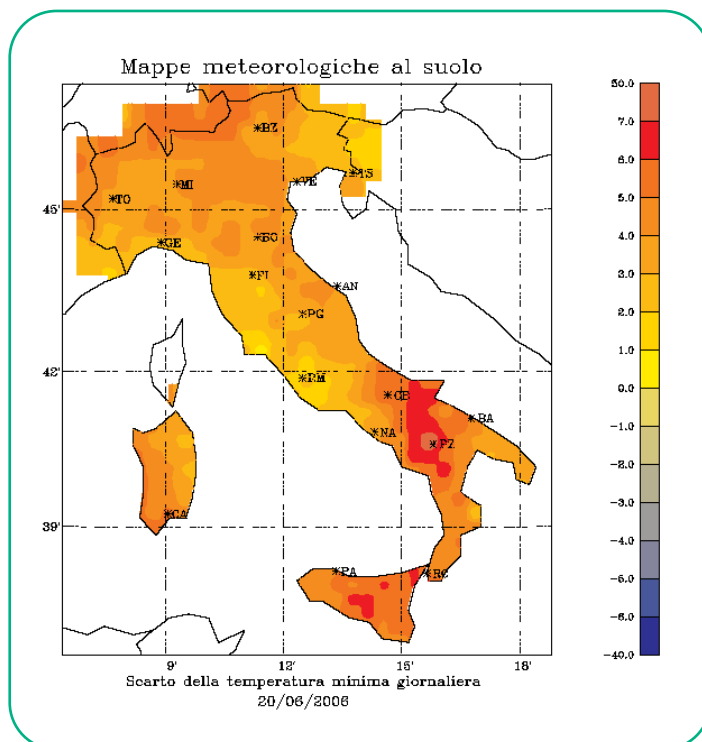 Mappe meteorologiche al suolo
50.0
7.0
6.0
5.0
4.0
3.0
2.0
1.0
0.0
-1.0
-2.0
-3.0
-4.0
-5.0
-6.0
-40.0
*BZ
*TS
*MI
*VE
*TO
45'
*GE
*BO
*FI
*AN
*PG
42'
*RM
*CB
*BA
*NA
*PZ
39'
*CA
*PA
*RC
9' 12' 15' 18'
Scarto della temperatura minima giornaliera
20/06/2006